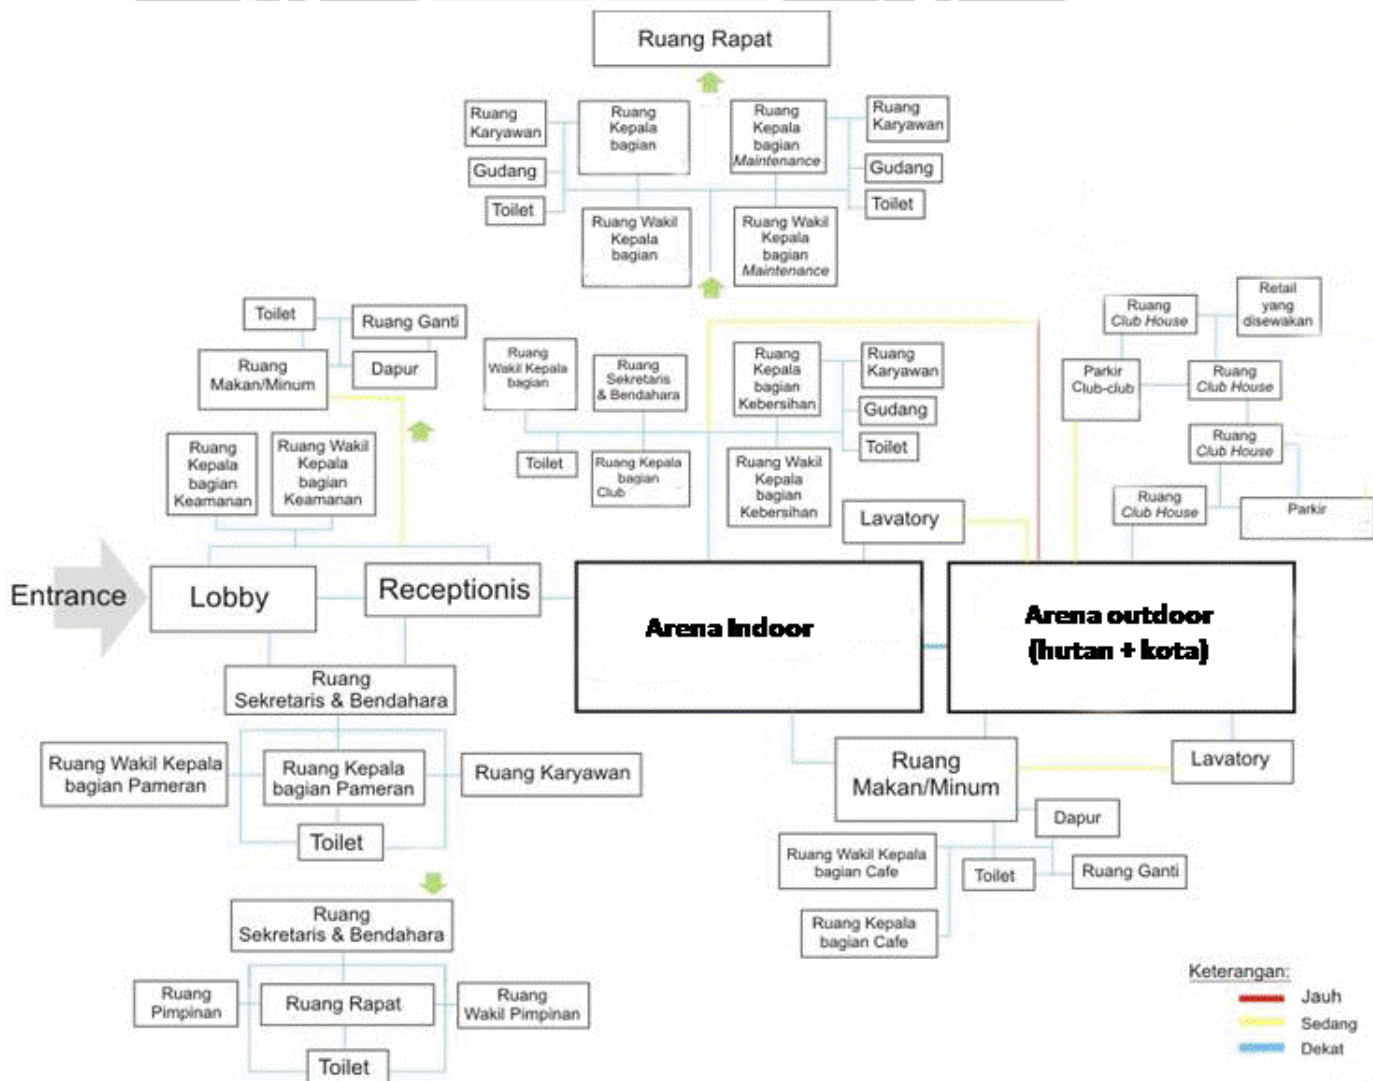 Ruang Rapat
Ruang
Karyawan
Gudang
Toilet
Ruang
Kepala
bagian
Ruang
Kepala
bagian
Maintenance
Ruang
Karyawan
Gudang
Toilet
Ruang Wakil
Kepala
bagian
Ruang Wakil
Kepala
bagian
Maintenance
Toilet
Ruang Ganti
Ruang
Makan/Minum
Dapur
Ruang
Kepala
bagian
Keamanan
Ruang Wakil
Kepala
bagian
Keamanan
Ruang
Wakil Kepala
bagian
Ruang
Sekretaris
& Bendahara
Ruang
Kepala
bagian
Kebersihan
Ruang
Karyawan
Gudang
Toilet
Toilet
Ruang Kepala
bagian
Club
Ruang Wakil
Kepala
bagian
Kebersihan
Ruang
Club House
Retail
yang
disewakan
Parkir
Club-club
Ruang
Club House
Ruang
Club House
Ruang
Club House
Parkir
Lavatory
Entrance
Lobby
Receptionis
Arena Indoor
Arena outdoor
(hutan + kota)
Ruang
Sekretaris & Bendahara
Ruang Wakil Kepala
bagian Pameran
Ruang Kepala
bagian Pameran
Ruang Karyawan
Toilet
Ruang
Makan/Minum
Lavatory
Dapur
Ruang Wakil Kepala
bagian Cafe
Toilet
Ruang Ganti
Ruang Kepala
bagian Cafe
Ruang
Sekretaris & Bendahara
Ruang
Pimpinan
Ruang Rapat
Ruang
Wakil Pimpinan
Toilet
Keterangan:
Jauh
Sedang
Dekat